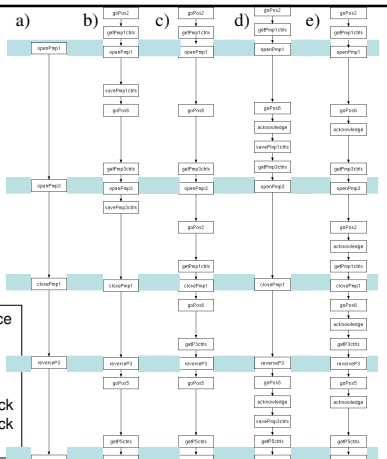 a)
b)
c)
d)
e)
openPmp1
openPmp3
closePmp1
reverseP3
goPos2
getPmp1ctrls
openPmp1
savePmp1ctrls
goPos6
getPmp3ctrls
openPmp3
savePmp3ctrls
closePmp1
reverseP3
goPos5
getP5ctrls
goPos2
getPmp1ctrls
openPmp1
goPos6
getPmp3ctrls
openPmp3
goPos2
getPmp1ctrls
closePmp1
goPos6
getP3ctrls
reverseP3
goPos5
getP5ctrls
goPos2
getPmp1ctrls
openPmp1
goPos6
acknowledge
savePmp1ctrls
getPmp3ctrls
openPmp3
closePmp1
reverseP3
goPos5
acknowledge
savePmp3ctrls
getP5ctrls
goPos2
getPmp1ctrls
openPmp1
goPos6
acknowledge
getPmp3ctrls
openPmp3
goPos2
acknowledge
getPmp1ctrls
closePmp1
goPos6
acknowledge
getP3ctrls
reverseP3
goPos5
acknowledge
getP5ctrls
ce
ck
ck